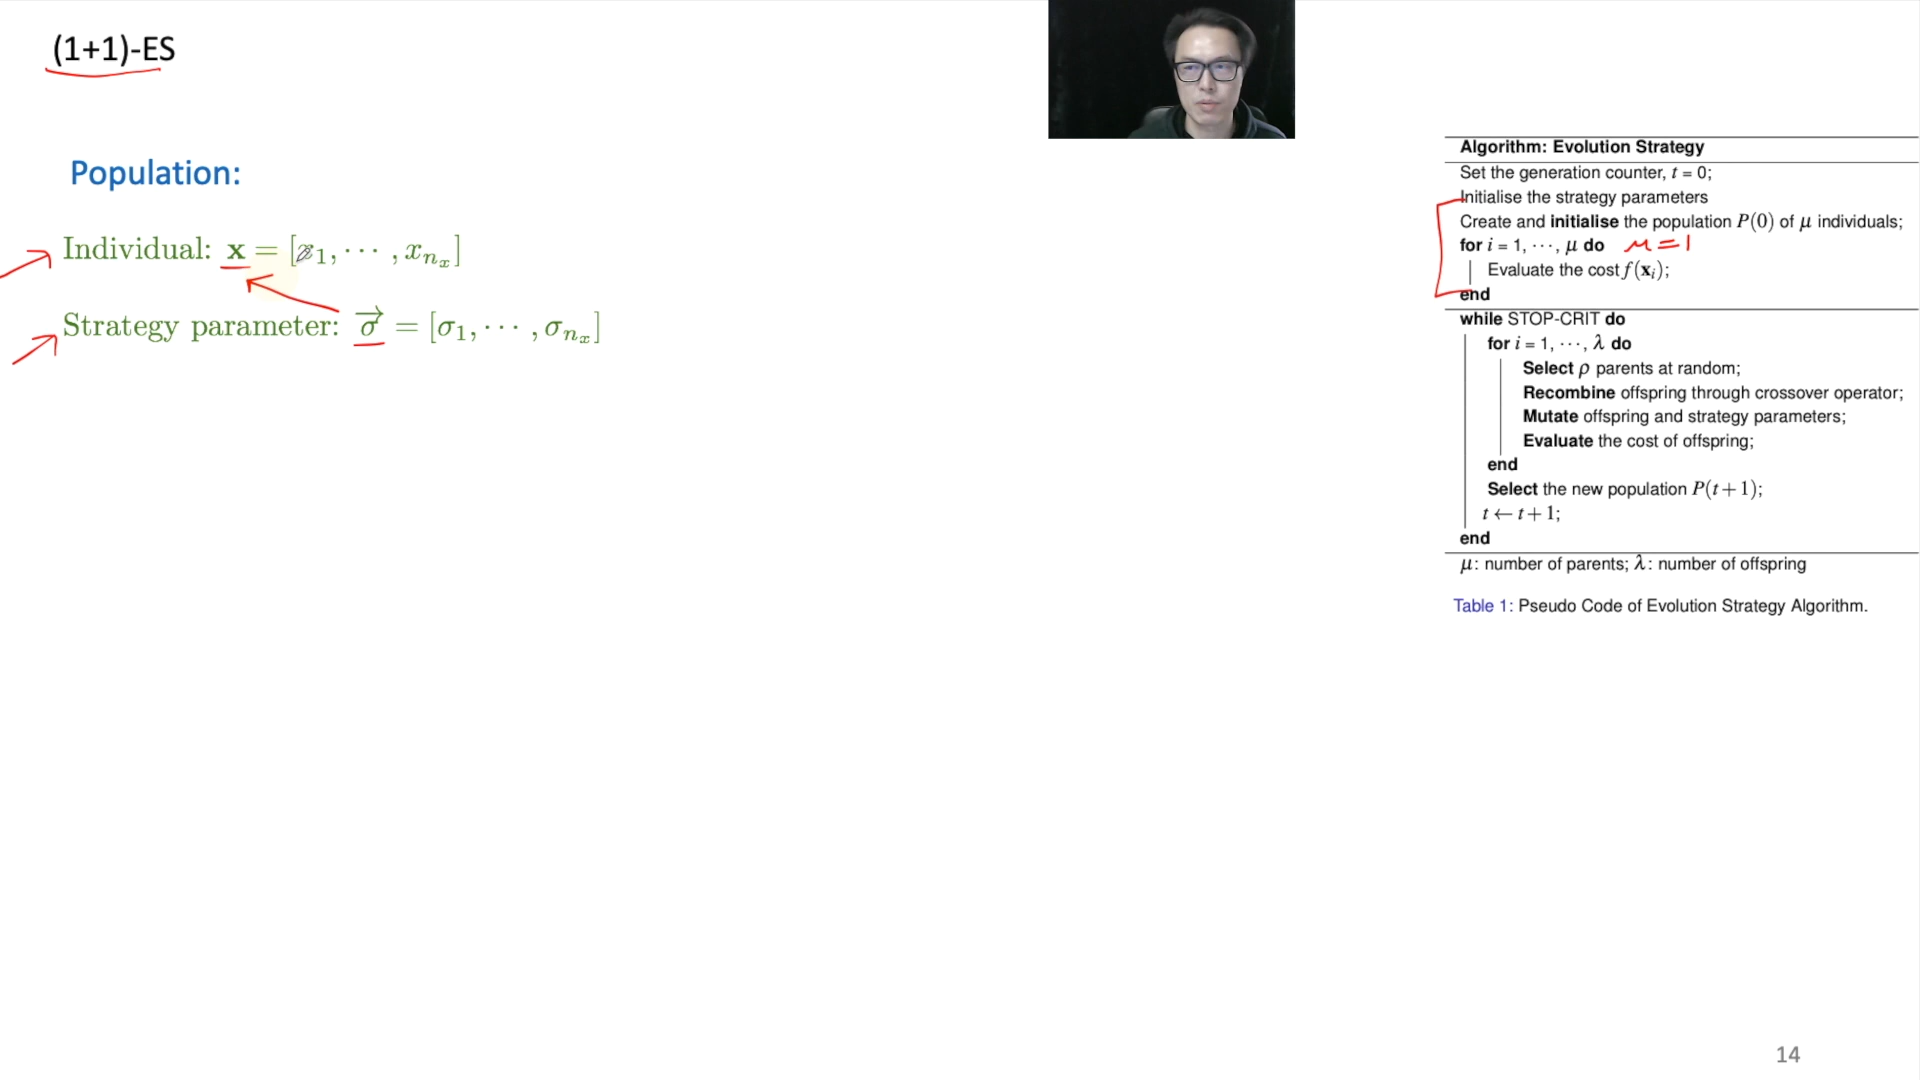 (1+1)-ES
Population:
Individual: x = [x₁, ⋯ , xₙₓ]
Strategy parameter: σ⃗ = [σ₁, ⋯ , σₙₓ]
Algorithm: Evolution Strategy
Set the generation counter, t = 0;
Initialise the strategy parameters
Create and initialise the population P(0) of μ individuals;
for i = 1, ⋯, μ do μ = 1
Evaluate the cost f(xᵢ);
end
while STOP-CRIT do
for i = 1, ⋯, λ do
Select ρ parents at random;
Recombine offspring through crossover operator;
Mutate offspring and strategy parameters;
Evaluate the cost of offspring;
end
Select the new population P(t+1);
t ← t+1;
end
μ: number of parents; λ: number of offspring
Table 1: Pseudo Code of Evolution Strategy Algorithm.
14